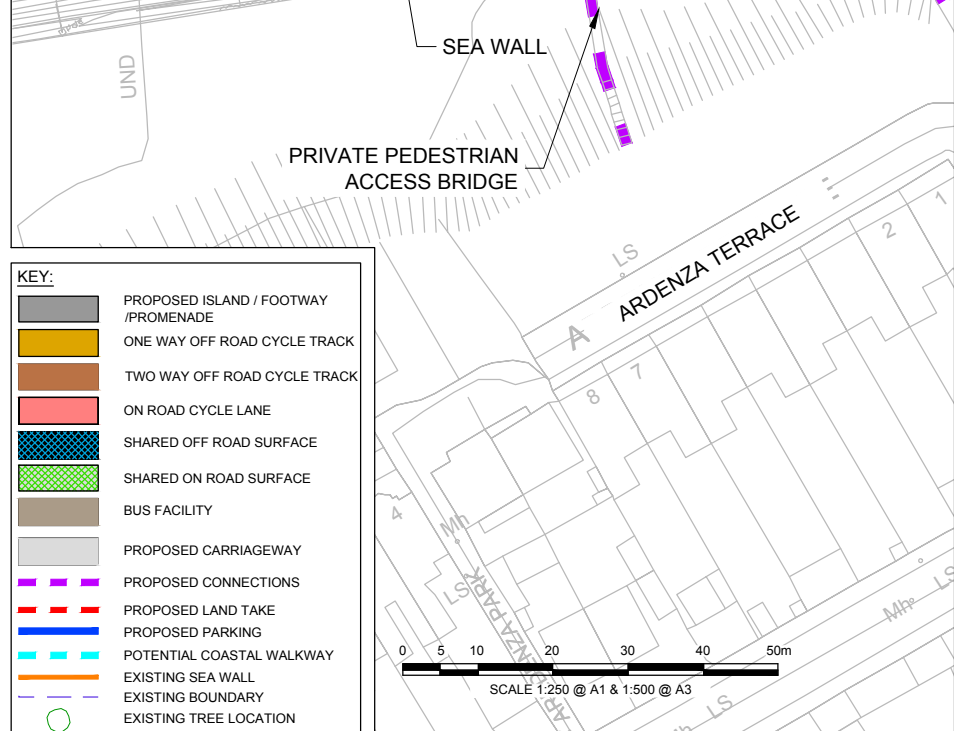 SEA WALL
UND
PRIVATE PEDESTRIAN
ACCESS BRIDGE
LS
ARDENZA TERRACE
A
1
2
7
8
4
Mh
LS
ARDENZA PARK
LS
Mh
LS
KEY:
PROPOSED ISLAND / FOOTWAY
/PROMENADE
ONE WAY OFF ROAD CYCLE TRACK
TWO WAY OFF ROAD CYCLE TRACK
ON ROAD CYCLE LANE
SHARED OFF ROAD SURFACE
SHARED ON ROAD SURFACE
BUS FACILITY
PROPOSED CARRIAGEWAY
PROPOSED CONNECTIONS
PROPOSED LAND TAKE
PROPOSED PARKING
POTENTIAL COASTAL WALKWAY
EXISTING SEA WALL
EXISTING BOUNDARY
EXISTING TREE LOCATION
0 5 10 20 30 40 50m
SCALE 1:250 @ A1 & 1:500 @ A3